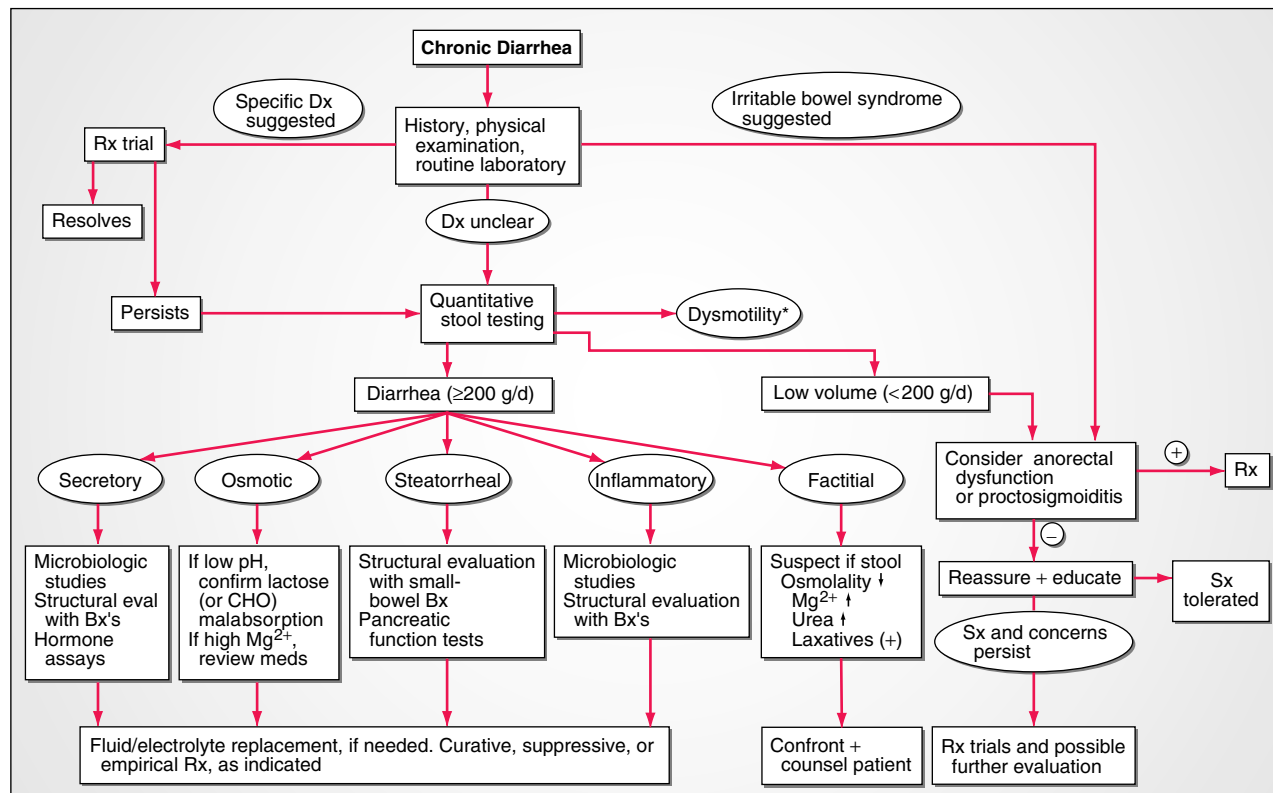 Chronic Diarrhea
Specific Dx
suggested
Irritable bowel syndrome
suggested
History, physical
examination,
routine laboratory
Rx trial
Resolves
Dx unclear
Persists
Quantitative
stool testing
Dysmotility*
Diarrhea (≥200 g/d)
Low volume (<200 g/d)
Secretory
Osmotic
Steatorrheal
Inflammatory
Factitial
Consider anorectal
dysfunction
or proctosigmoiditis
+
Rx
Microbiologic
studies
Structural eval
with Bx's
Hormone
assays
If low pH,
confirm lactose
(or CHO)
malabsorption
If high Mg²⁺,
review meds
Structural evaluation
with small-
bowel Bx
Pancreatic
function tests
Microbiologic
studies
Structural evaluation
with Bx's
Suspect if stool
Osmolality ↓
Mg²⁺ ↑
Urea ↑
Laxatives (+)
−
Reassure + educate
Sx
tolerated
Sx and concerns
persist
Fluid/electrolyte replacement, if needed. Curative, suppressive, or
empirical Rx, as indicated
Confront +
counsel patient
Rx trials and possible
further evaluation